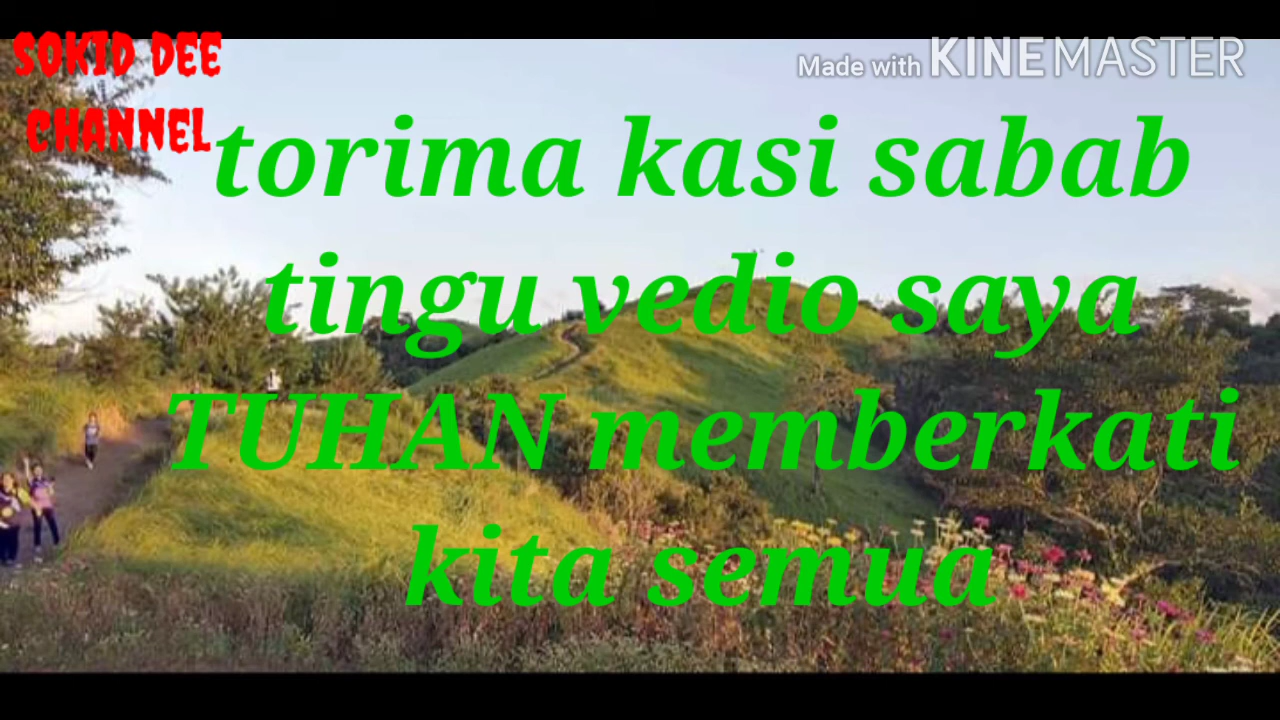 SOKID DEE
CHANNEL
Made with KINEMASTER
torima kasi sabab
tingu vedio saya
TUHAN memberkati
kita semua